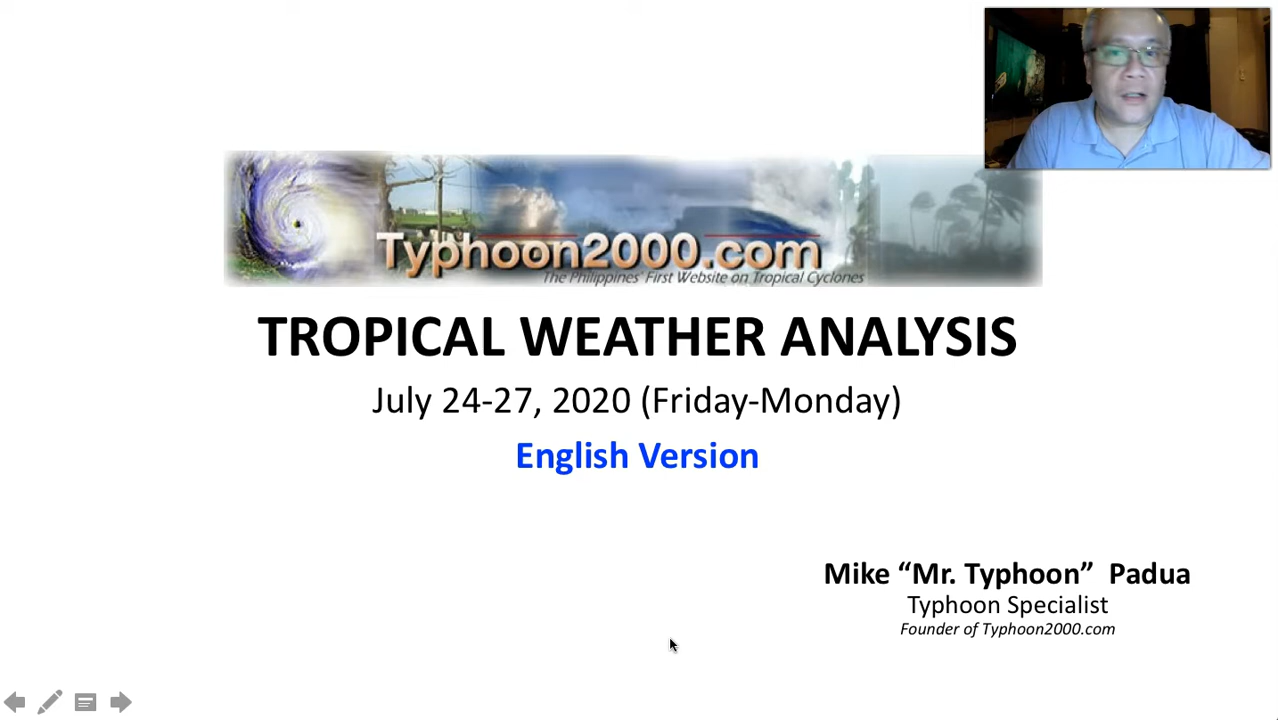 Typhoon2000.com
The Philippines' First Website on Tropical Cyclones
TROPICAL WEATHER ANALYSIS
July 24-27, 2020 (Friday-Monday)
English Version
Mike “Mr. Typhoon”  Padua
Typhoon Specialist
Founder of Typhoon2000.com